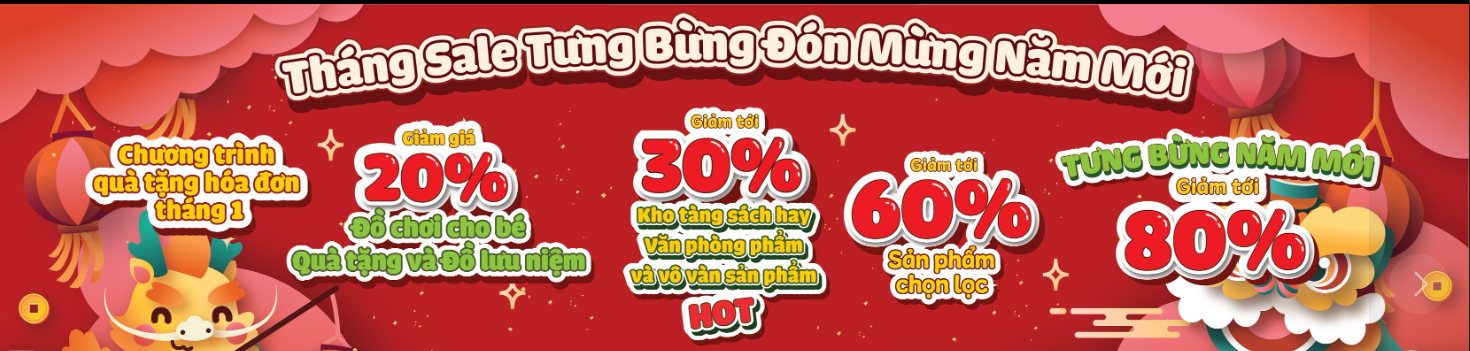 Tháng Sale Tưng Bừng Đón Mừng Năm Mới
Chương trình
quà tặng hóa đơn
tháng 1
Giảm giá
20%
Đồ chơi cho bé
Quà tặng và Đồ lưu niệm
Giảm tới
30%
Kho tàng sách hay
Văn phòng phẩm
và vô vàn sản phẩm
HOT
Giảm tới
60%
Sản phẩm
chọn lọc
TƯNG BỪNG NĂM MỚI
Giảm tới
80%